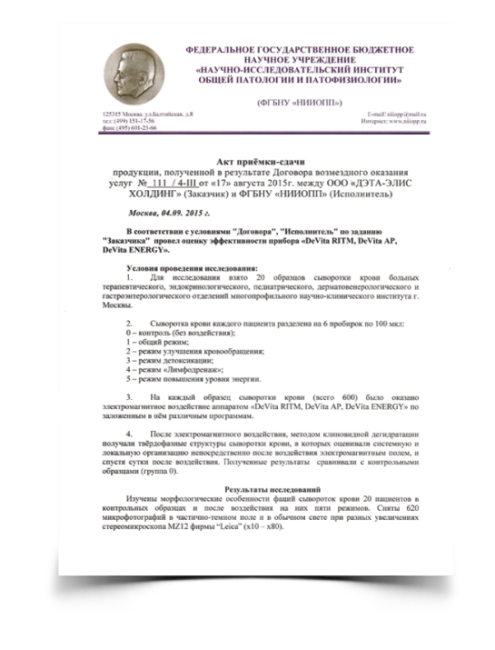 ФЕДЕРАЛЬНОЕ ГОСУДАРСТВЕННОЕ БЮДЖЕТНОЕ
НАУЧНОЕ УЧРЕЖДЕНИЕ
«НАУЧНО-ИССЛЕДОВАТЕЛЬСКИЙ ИНСТИТУТ
ОБЩЕЙ ПАТОЛОГИИ И ПАТОФИЗИОЛОГИИ»
(ФГБНУ «НИИОПП»)
125315 Москва, ул.Балтийская, д.8
тел: (499) 151-17-56
факс (495) 601-23-66
E-mail: niiopp@mail.ru
Интернет: www.niiopp.ru
Акт приёмки-сдачи
продукции, полученной в результате Договора возмездного оказания
услуг № 111 / 4-III от «17» августа 2015г. между ООО «ДЭТА-ЭЛИС
ХОЛДИНГ» (Заказчик) и ФГБНУ «НИИОПП» (Исполнитель)
Москва, 04.09. 2015 г.
В соответствии с условиями "Договора", "Исполнитель" по заданию
"Заказчика" провел оценку эффективности прибора «DeVita RITM, DeVita AP,
DeVita ENERGY».
Условия проведения исследования:
1. Для исследования взято 20 образцов сыворотки крови больных
терапевтического, эндокринологического, педиатрического, дерматовенерологического и
гастроэнтерологического отделений многопрофильного научно-клинического института г.
Москвы.
2. Сыворотка крови каждого пациента разделена на 6 пробирок по 100 мкл:
0 – контроль (без воздействия);
1 – общий режим;
2 – режим улучшения кровообращения;
3 – режим детоксикации;
4 – режим «Лимфодренаж»;
5 – режим повышения уровня энергии.
3. На каждый образец сыворотки крови (всего 600) было оказано
электромагнитное воздействие аппаратом «DeVita RITM, DeVita AP, DeVita ENERGY» по
заложенным в нём различным программам.
4. После электромагнитного воздействия, методом клиновидной дегидратации
получали твёрдофазные структуры сыворотки крови, в которых оценивали системную и
локальную организацию непосредственно после воздействия электромагнитным полем, и
спустя сутки после воздействия. Полученные результаты сравнивали с контрольными
образцами (группа 0).
Результаты исследований
Изучены морфологические особенности фаций сывороток крови 20 пациентов в
контрольных образцах и после воздействия на них пяти режимов. Сняты 620
микрофотографий в частично-темном поле и в обычном свете при разных увеличениях
стереомикроскопа MZ12 фирмы "Leica" (x10 – x80).